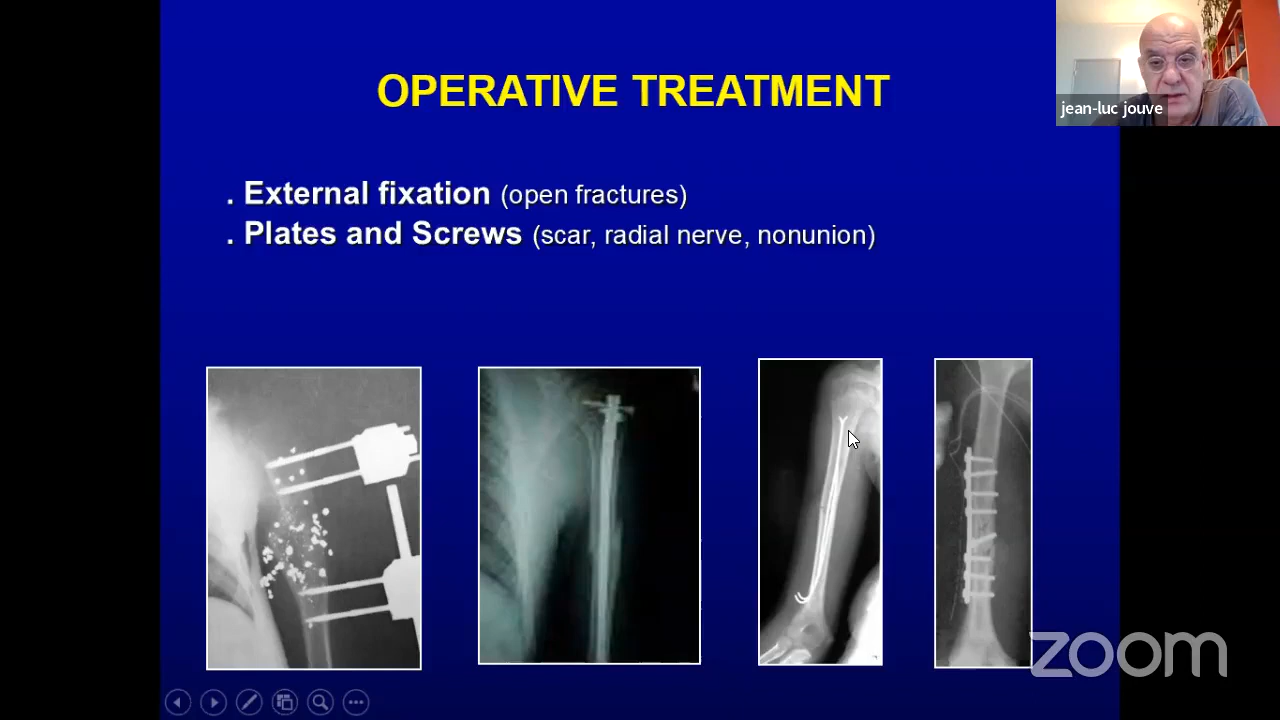 OPERATIVE TREATMENT
jean-luc jouve
. External fixation (open fractures)
. Plates and Screws (scar, radial nerve, nonunion)
zoom